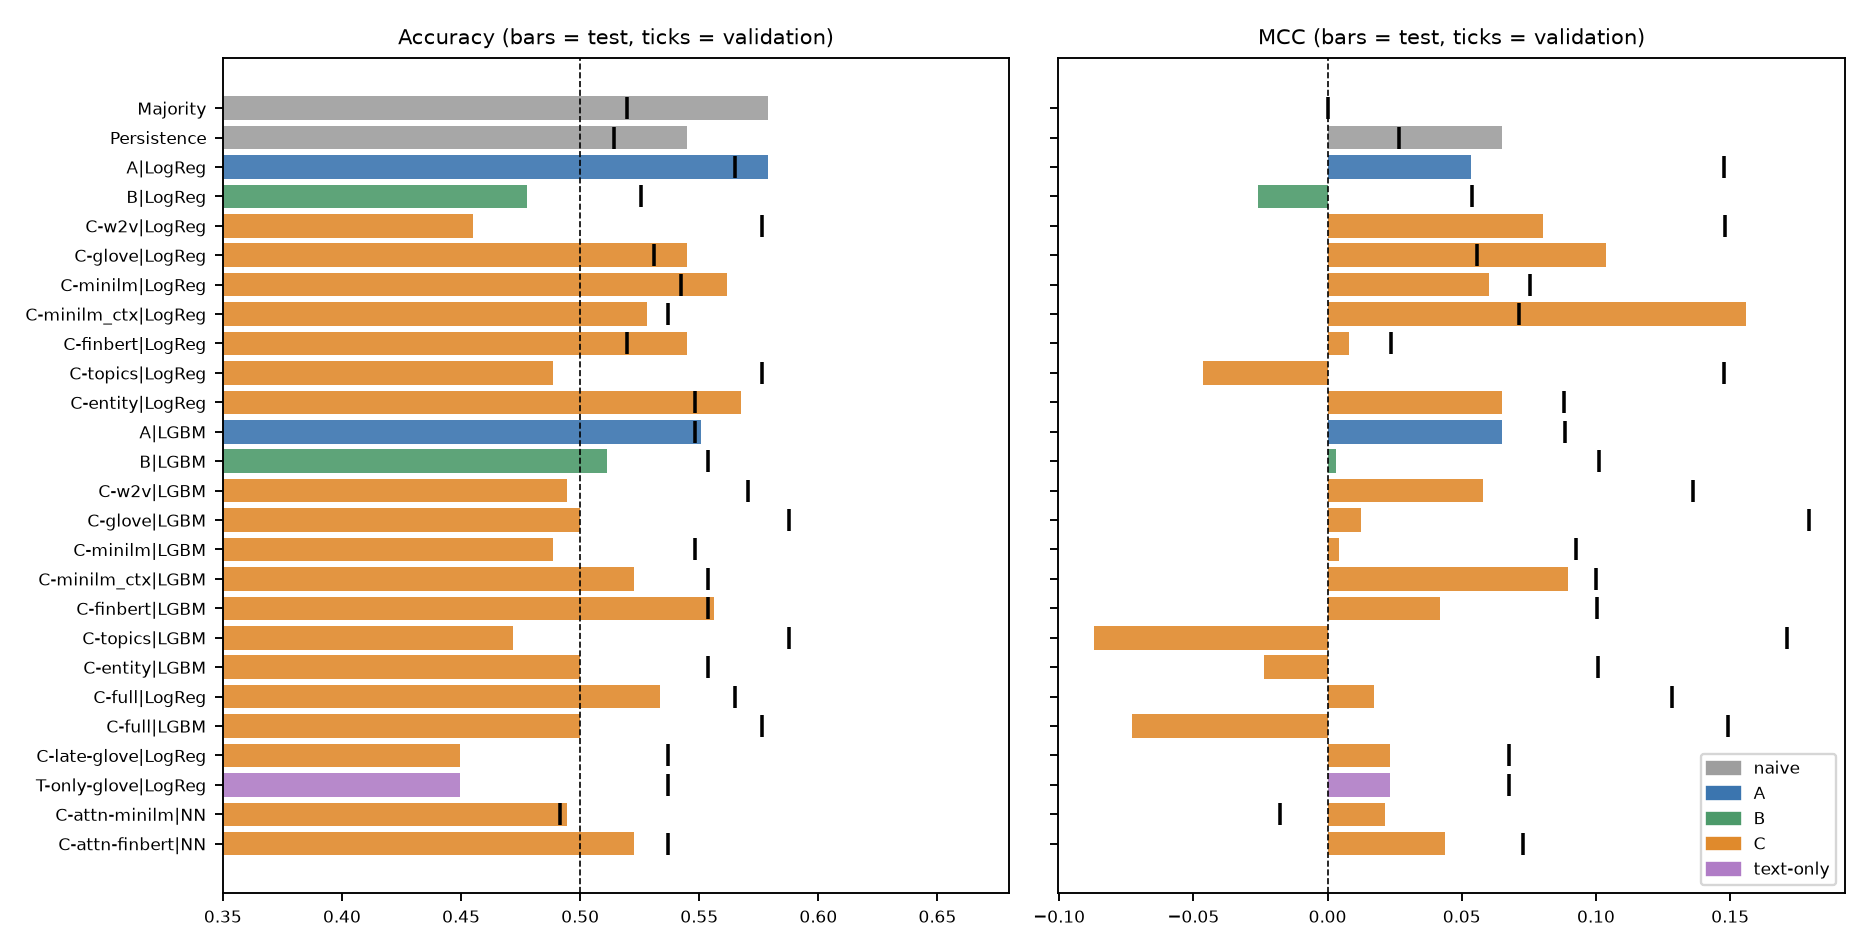 Accuracy (bars = test, ticks = validation)
Majority
Persistence
A|LogReg
B|LogReg
C-w2v|LogReg
C-glove|LogReg
C-minilm|LogReg
C-minilm_ctx|LogReg
C-finbert|LogReg
C-topics|LogReg
C-entity|LogReg
A|LGBM
B|LGBM
C-w2v|LGBM
C-glove|LGBM
C-minilm|LGBM
C-minilm_ctx|LGBM
C-finbert|LGBM
C-topics|LGBM
C-entity|LGBM
C-full|LogReg
C-full|LGBM
C-late-glove|LogReg
T-only-glove|LogReg
C-attn-minilm|NN
C-attn-finbert|NN
0.35 0.40 0.45 0.50 0.55 0.60 0.65
MCC (bars = test, ticks = validation)
naive
A
B
C
text-only
−0.10 −0.05 0.00 0.05 0.10 0.15